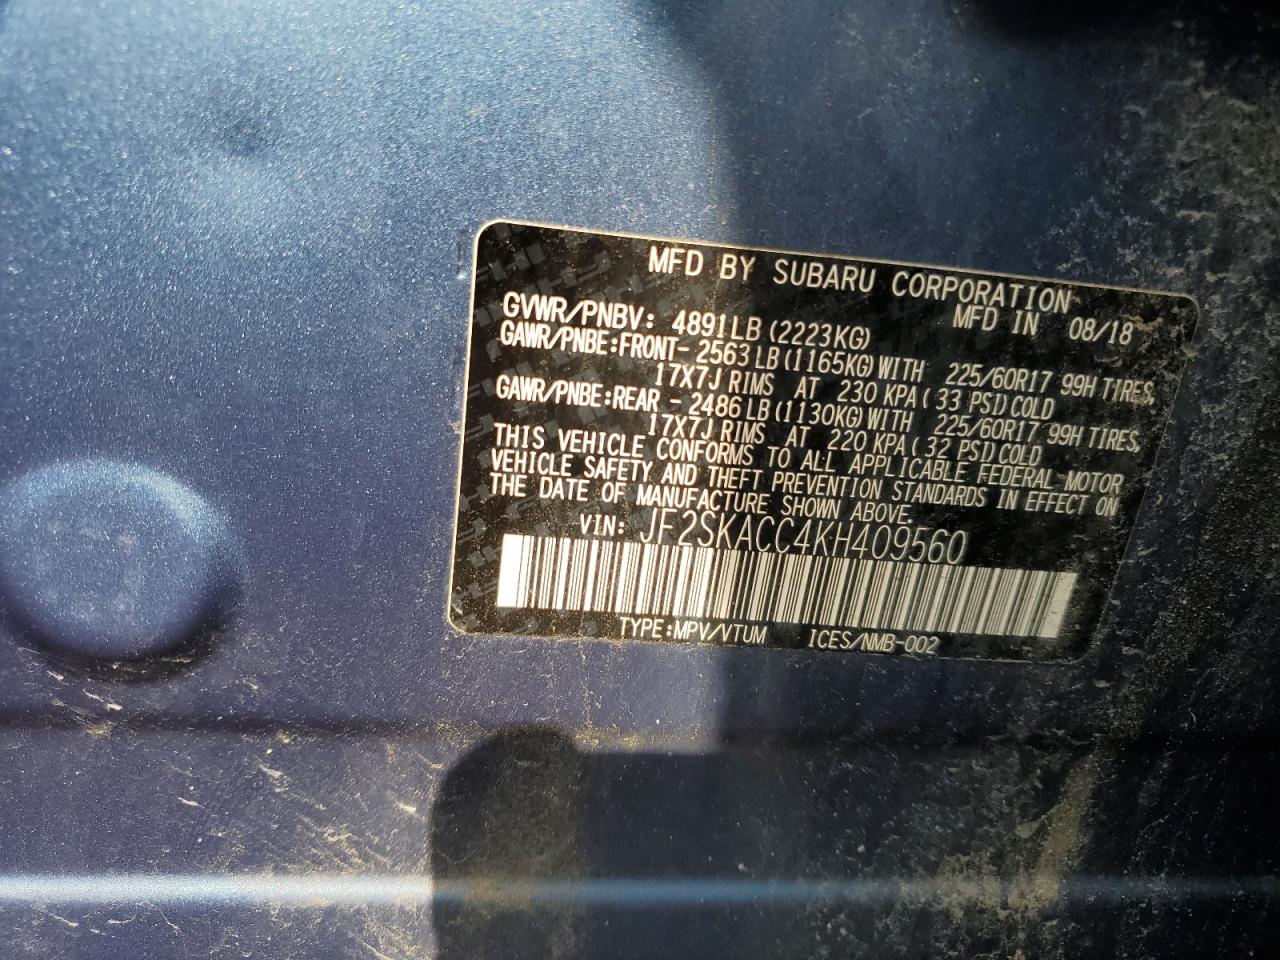 MFD BY SUBARU CORPORATION
GVWR/PNBV: 4891LB(2223KG) MFD IN 08/18
GAWR/PNBE:FRONT- 2563LB(1165KG)WITH 225/60R17 99H TIRES,
17X7J RIMS AT 230 KPA( 33 PSI)COLD
GAWR/PNBE:REAR - 2486LB(1130KG)WITH 225/60R17 99H TIRES,
17X7J RIMS AT 220 KPA( 32 PSI)COLD
THIS VEHICLE CONFORMS TO ALL APPLICABLE FEDERAL MOTOR
VEHICLE SAFETY AND THEFT PREVENTION STANDARDS IN EFFECT ON
THE DATE OF MANUFACTURE SHOWN ABOVE.
VIN: JF2SKACC4KH409560
TYPE:MPV/VTUM ICES/NMB-002